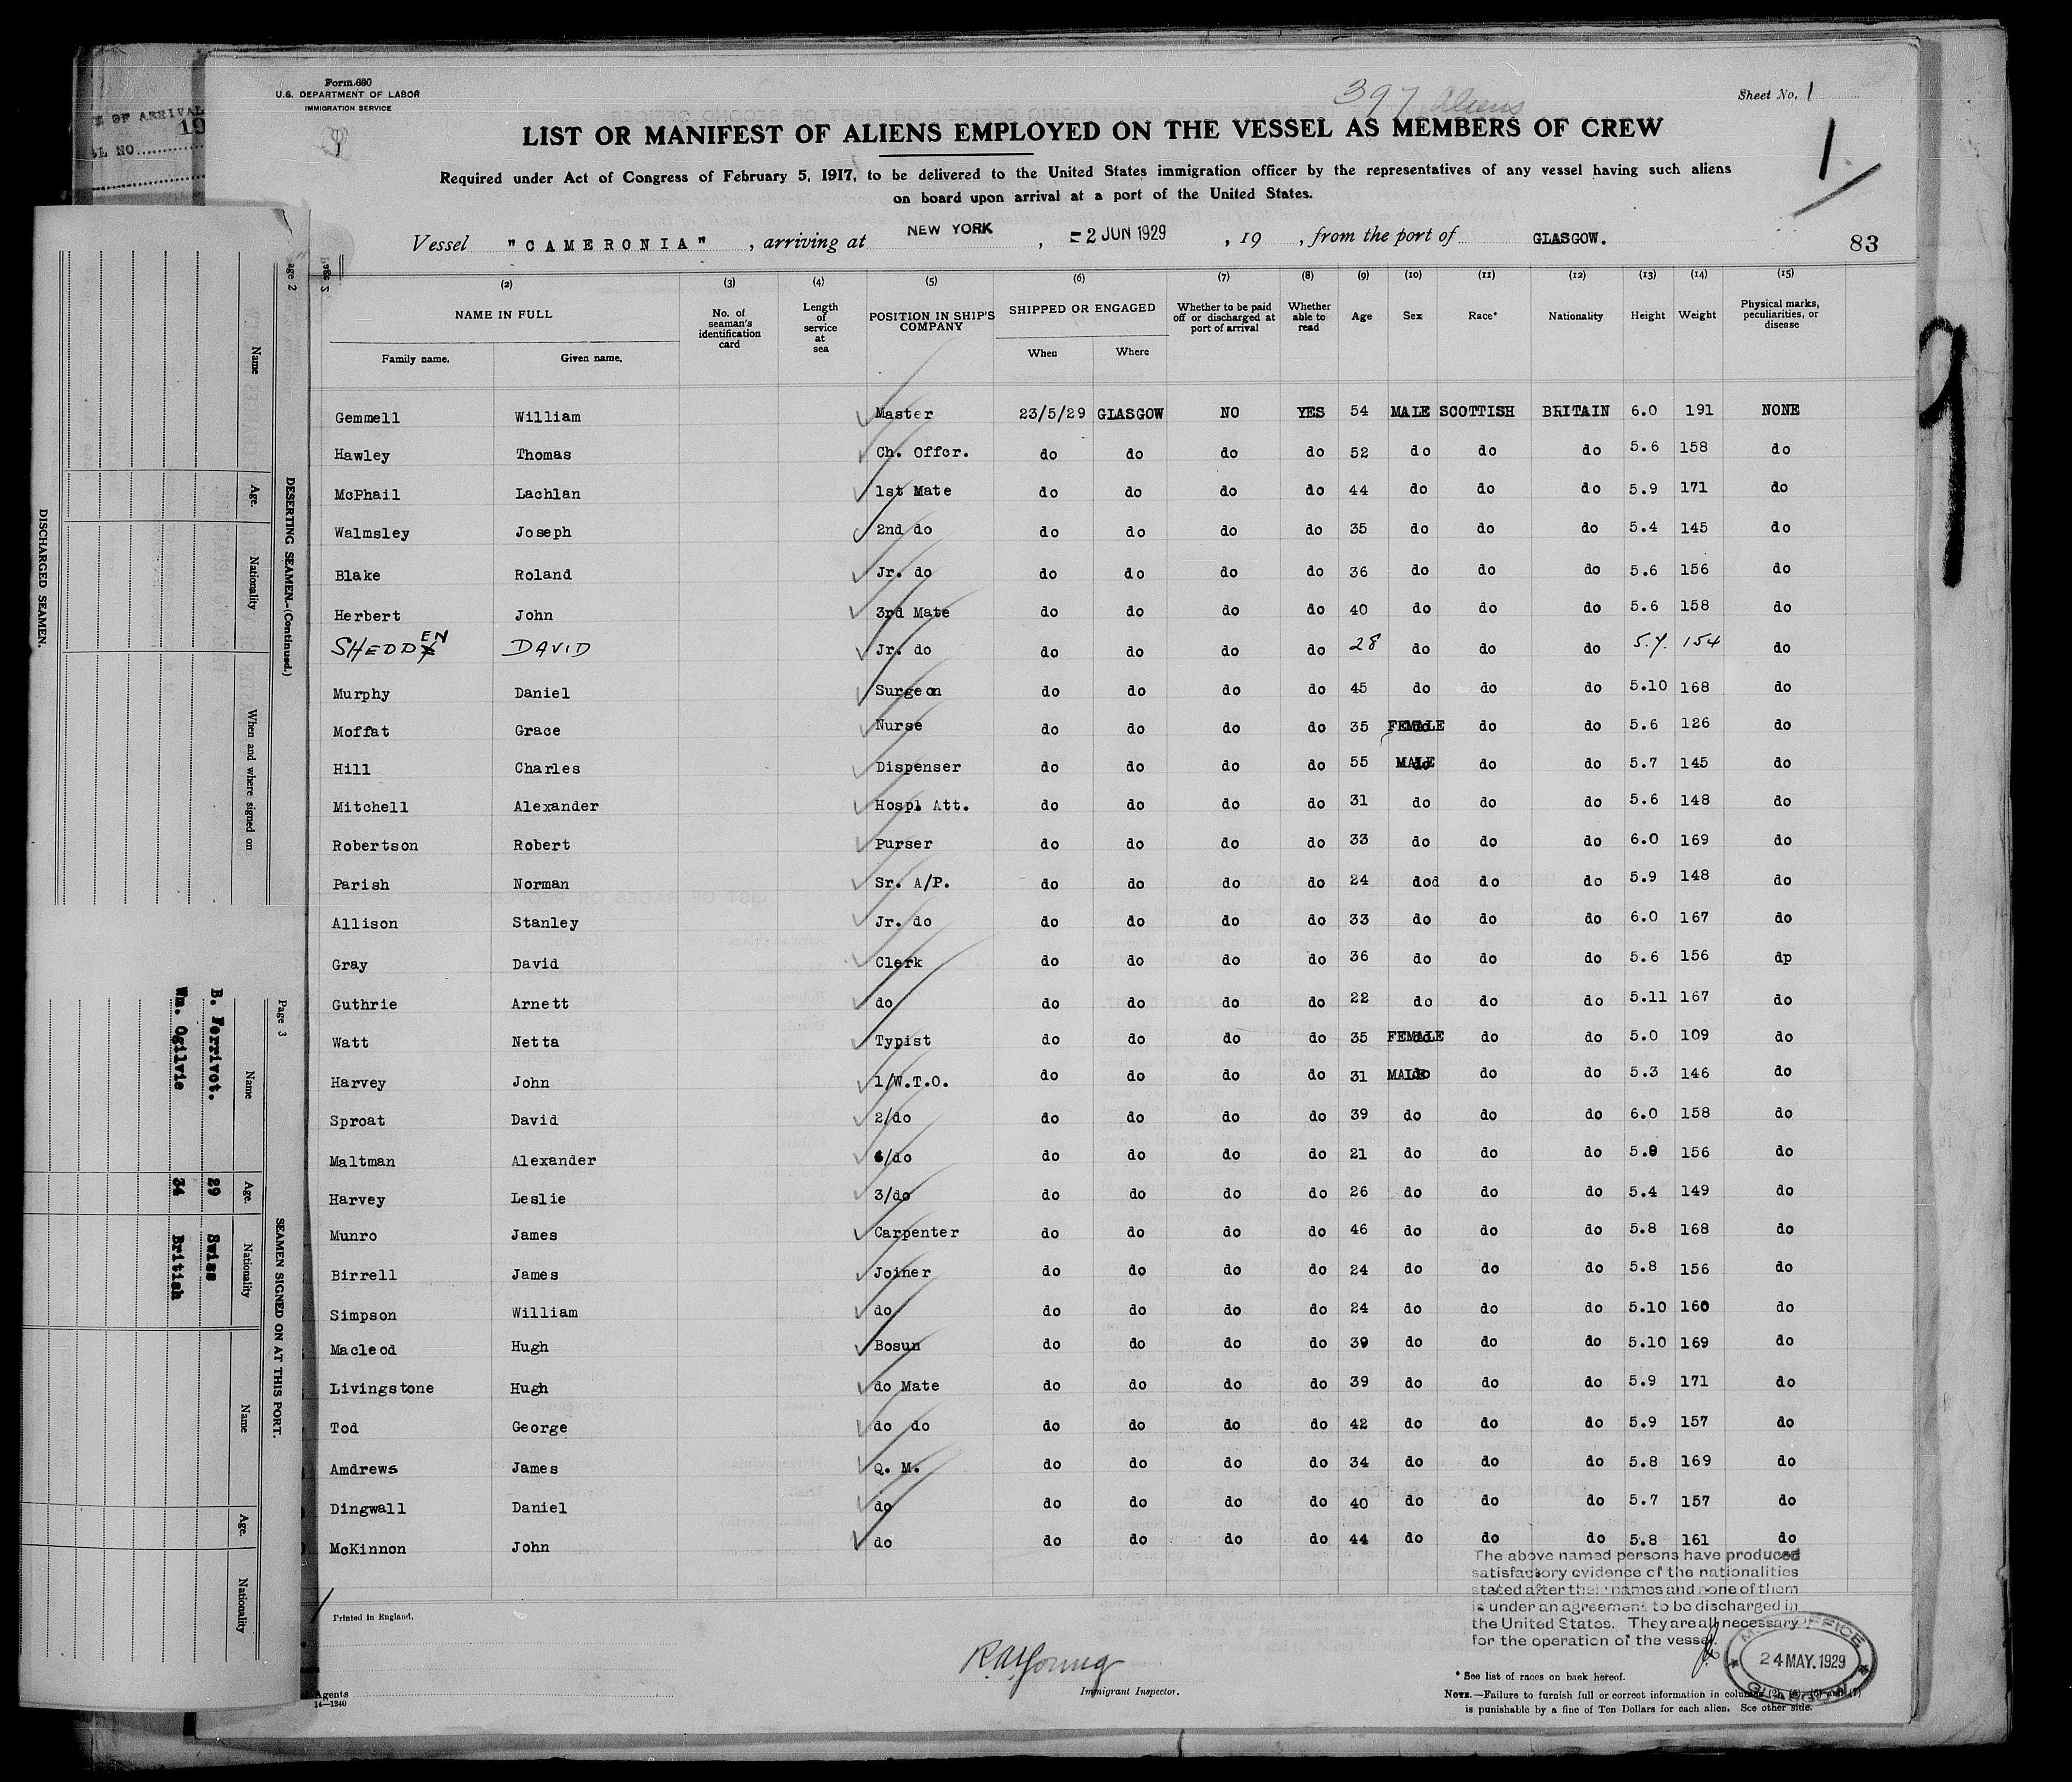 Form 680
U.S. DEPARTMENT OF LABOR
IMMIGRATION SERVICE
397 Aliens
Sheet No. 1
1
LIST OR MANIFEST OF ALIENS EMPLOYED ON THE VESSEL AS MEMBERS OF CREW
Required under Act of Congress of February 5, 1917, to be delivered to the United States immigration officer by the representatives of any vessel having such aliens
on board upon arrival at a port of the United States.
Vessel "CAMERONIA", arriving at NEW YORK, 2 JUN 1929, 19 , from the port of GLASGOW.
83
(2) (3) (4) (5) (6) (7) (8) (9) (10) (11) (12) (13) (14) (15)
NAME IN FULL Family name. Given name. No. of seaman's identification card Length of service at sea POSITION IN SHIP'S COMPANY SHIPPED OR ENGAGED When Where Whether to be paid off or discharged at port of arrival Whether able to read Age Sex Race* Nationality Height Weight Physical marks, peculiarities, or disease
Gemmell William Master 23/5/29 GLASGOW NO YES 54 MALE SCOTTISH BRITAIN 6.0 191 NONE
Hawley Thomas Ch. Offcr. do do do do 52 do do do 5.6 158 do
McPhail Lachlan 1st Mate do do do do 44 do do do 5.9 171 do
Walmsley Joseph 2nd do do do do do 35 do do do 5.4 145 do
Blake Roland Jr. do do do do do 36 do do do 5.6 156 do
Herbert John 3rd Mate do do do do 40 do do do 5.6 158 do
SHEDDEN DAVID Jr. do do do do do 28 do do do 5.7. 154 do
Murphy Daniel Surgeon do do do do 45 do do do 5.10 168 do
Moffat Grace Nurse do do do do 35 FEMALE do do 5.6 126 do
Hill Charles Dispenser do do do do 55 MALE do do 5.7 145 do
Mitchell Alexander Hospl Att. do do do do 31 do do do 5.6 148 do
Robertson Robert Purser do do do do 33 do do do 6.0 169 do
Parish Norman Sr. A/P. do do do do 24 dod do do 5.9 148 do
Allison Stanley Jr. do do do do do 33 do do do 6.0 167 do
Gray David Clerk do do do do 36 do do do 5.6 156 dp
Guthrie Arnett do do do do do 22 do do do 5.11 167 do
Watt Netta Typist do do do do 35 FEMALE do do 5.0 109 do
Harvey John 1/W.T.O. do do do do 31 MALE do do 5.3 146 do
Sproat David 2/do do do do do 39 do do do 6.0 158 do
Maltman Alexander /do do do do do 21 do do do 156 do
Harvey Leslie 3/do do do do do 26 do do do 5.4 149 do
Munro James Carpenter do do do do 46 do do do 5.8 168 do
Birrell James Joiner do do do do 24 do do do 5.8 156 do
Simpson William do do do do do 24 do do do 5.10 160 do
Macleod Hugh Bosun do do do do 39 do do do 5.10 169 do
Livingstone Hugh do Mate do do do do 39 do do do 5.9 171 do
Tod George do do do do do do 42 do do do 5.9 157 do
Amdrews James Q. M. do do do do 34 do do do 5.8 169 do
Dingwall Daniel do do do do do 40 do do do 5.7 157 do
McKinnon John do do do do do 44 do do do 5.8 161 do
The above named persons have produced
satisfactory evidence of the nationalities
stated after their names and none of them
is under an agreement to be discharged in
the United States. They are all necessary
for the operation of the vessel.
M. OFFICE
24 MAY. 1929
GLASGOW
Printed in England.
R.A. Young
Immigrant Inspector.
Agents
14—1240
* See list of races on back hereof.
NOTE.—Failure to furnish full or correct information in columns (2), (5), (6) and (7)
is punishable by a fine of Ten Dollars for each alien. See other side.
OF ARRIVAL
19
NO
age 2
DESERTING SEAMEN.-(Continued.)
Name Age. Nationality When and where signed on
DISCHARGED SEAMEN.
Page 3
SEAMEN SIGNED ON AT THIS PORT.
Name Age. Nationality Name Age. Nationality
B. Ferrivot. 29 Swiss
Wm. Ogilvie 34 British